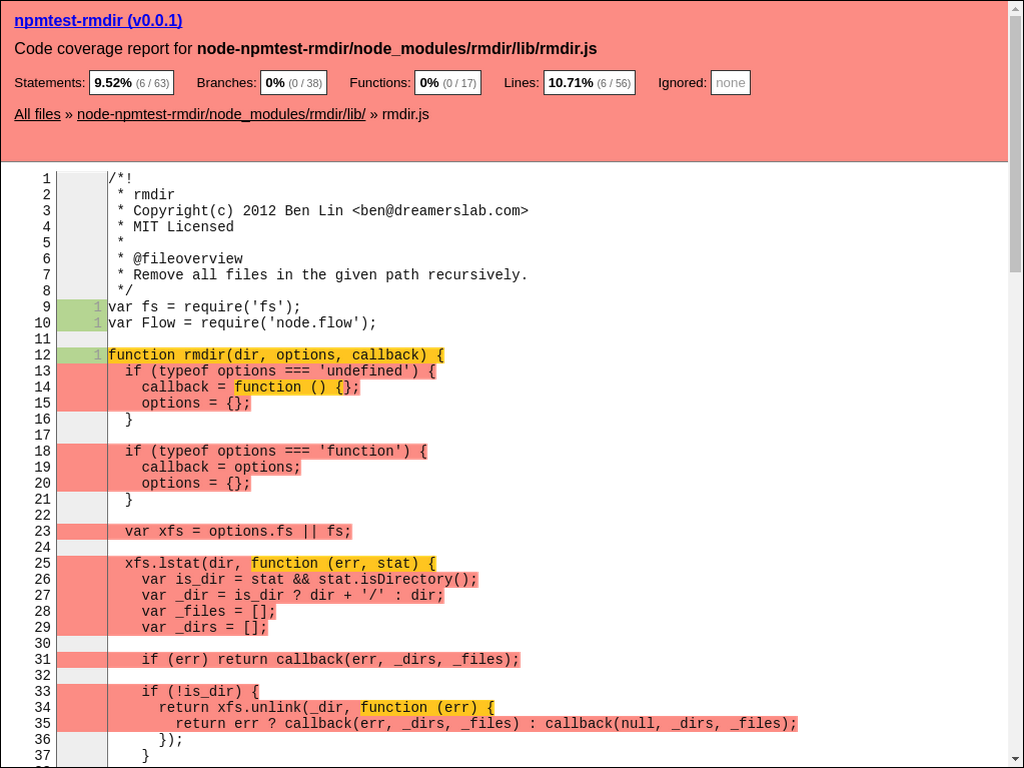 npmtest-rmdir (v0.0.1)
Code coverage report for node-npmtest-rmdir/node_modules/rmdir/lib/rmdir.js
Statements: 9.52% (6 / 63) Branches: 0% (0 / 38) Functions: 0% (0 / 17) Lines: 10.71% (6 / 56) Ignored: none
All files » node-npmtest-rmdir/node_modules/rmdir/lib/ » rmdir.js
1 /*!
2  * rmdir
3  * Copyright(c) 2012 Ben Lin <ben@dreamerslab.com>
4  * MIT Licensed
5  *
6  * @fileoverview
7  * Remove all files in the given path recursively.
8  */
9 1 var fs = require('fs');
10 1 var Flow = require('node.flow');
11
12 1 function rmdir(dir, options, callback) {
13   if (typeof options === 'undefined') {
14     callback = function () {};
15     options = {};
16   }
17
18   if (typeof options === 'function') {
19     callback = options;
20     options = {};
21   }
22
23   var xfs = options.fs || fs;
24
25   xfs.lstat(dir, function (err, stat) {
26     var is_dir = stat && stat.isDirectory();
27     var _dir = is_dir ? dir + '/' : dir;
28     var _files = [];
29     var _dirs = [];
30
31     if (err) return callback(err, _dirs, _files);
32
33     if (!is_dir) {
34       return xfs.unlink(_dir, function (err) {
35         return err ? callback(err, _dirs, _files) : callback(null, _dirs, _files);
36       });
37     }